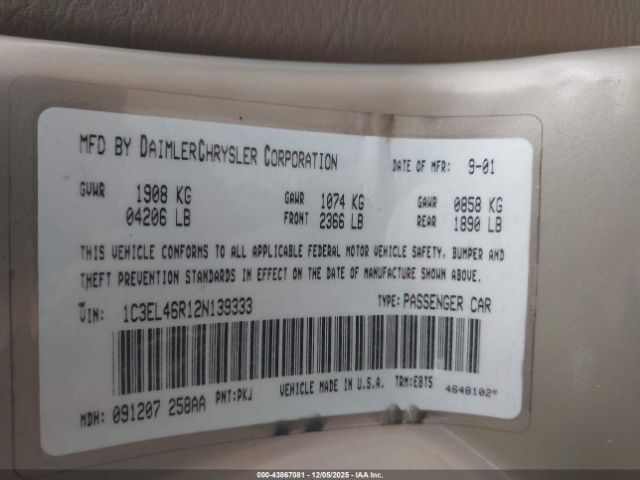 MFD BY DAIMLERCHRYSLER CORPORATION DATE OF MFR: 9-01
GVWR 1908 KG GAWR 1074 KG GAWR 0858 KG
04206 LB FRONT 2366 LB REAR 1890 LB
THIS VEHICLE CONFORMS TO ALL APPLICABLE FEDERAL MOTOR VEHICLE SAFETY, BUMPER AND
THEFT PREVENTION STANDARDS IN EFFECT ON THE DATE OF MANUFACTURE SHOWN ABOVE.
VIN: 1C3EL46R12N139333 TYPE: PASSENGER CAR
MDH: 091207 258AA PNT: PKJ VEHICLE MADE IN U.S.A. TRM: EBTS 4648102*
000-43867081 - 12/05/2025 - IAA Inc.